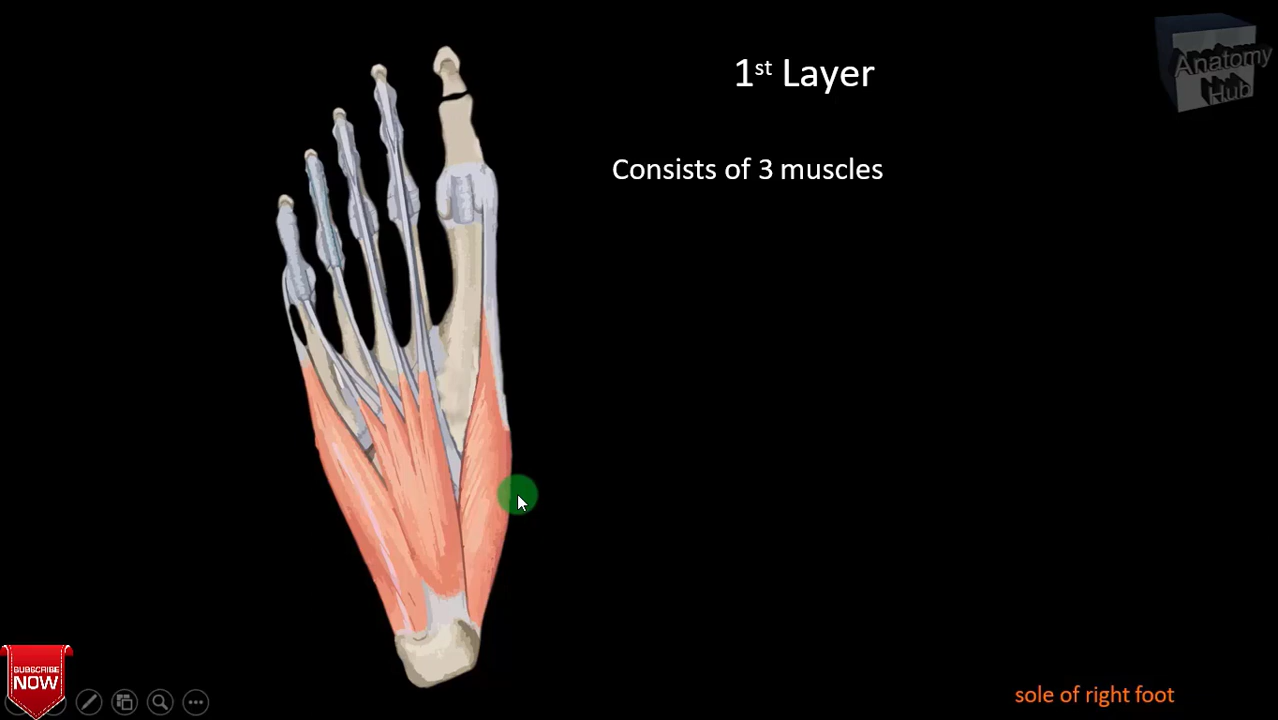 1st Layer
Anatomy
Hub
Consists of 3 muscles
SUBSCRIBE
NOW
sole of right foot